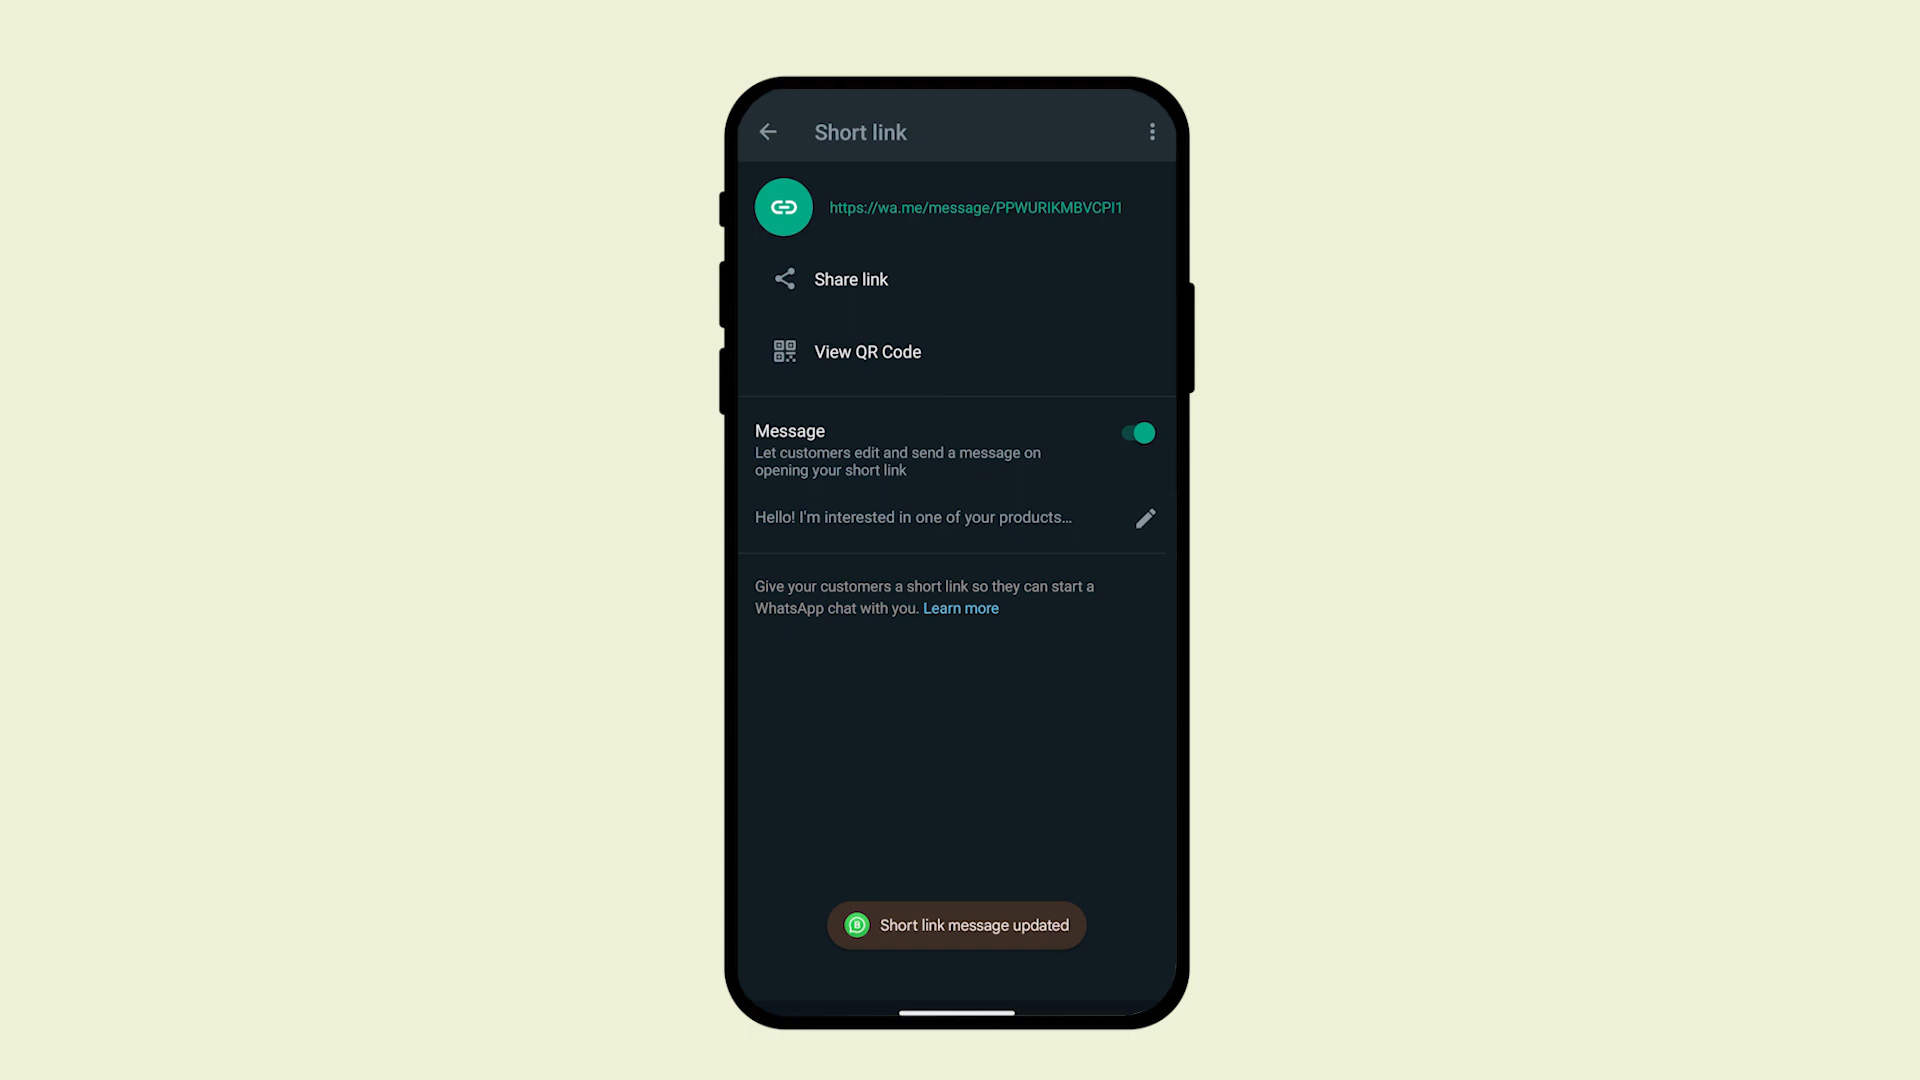 Short link
https://wa.me/message/PPWURIKMBVCPI1
Share link
View QR Code
Message
Let customers edit and send a message on
opening your short link
Hello! I'm interested in one of your products...
Give your customers a short link so they can start a
WhatsApp chat with you. Learn more
Short link message updated